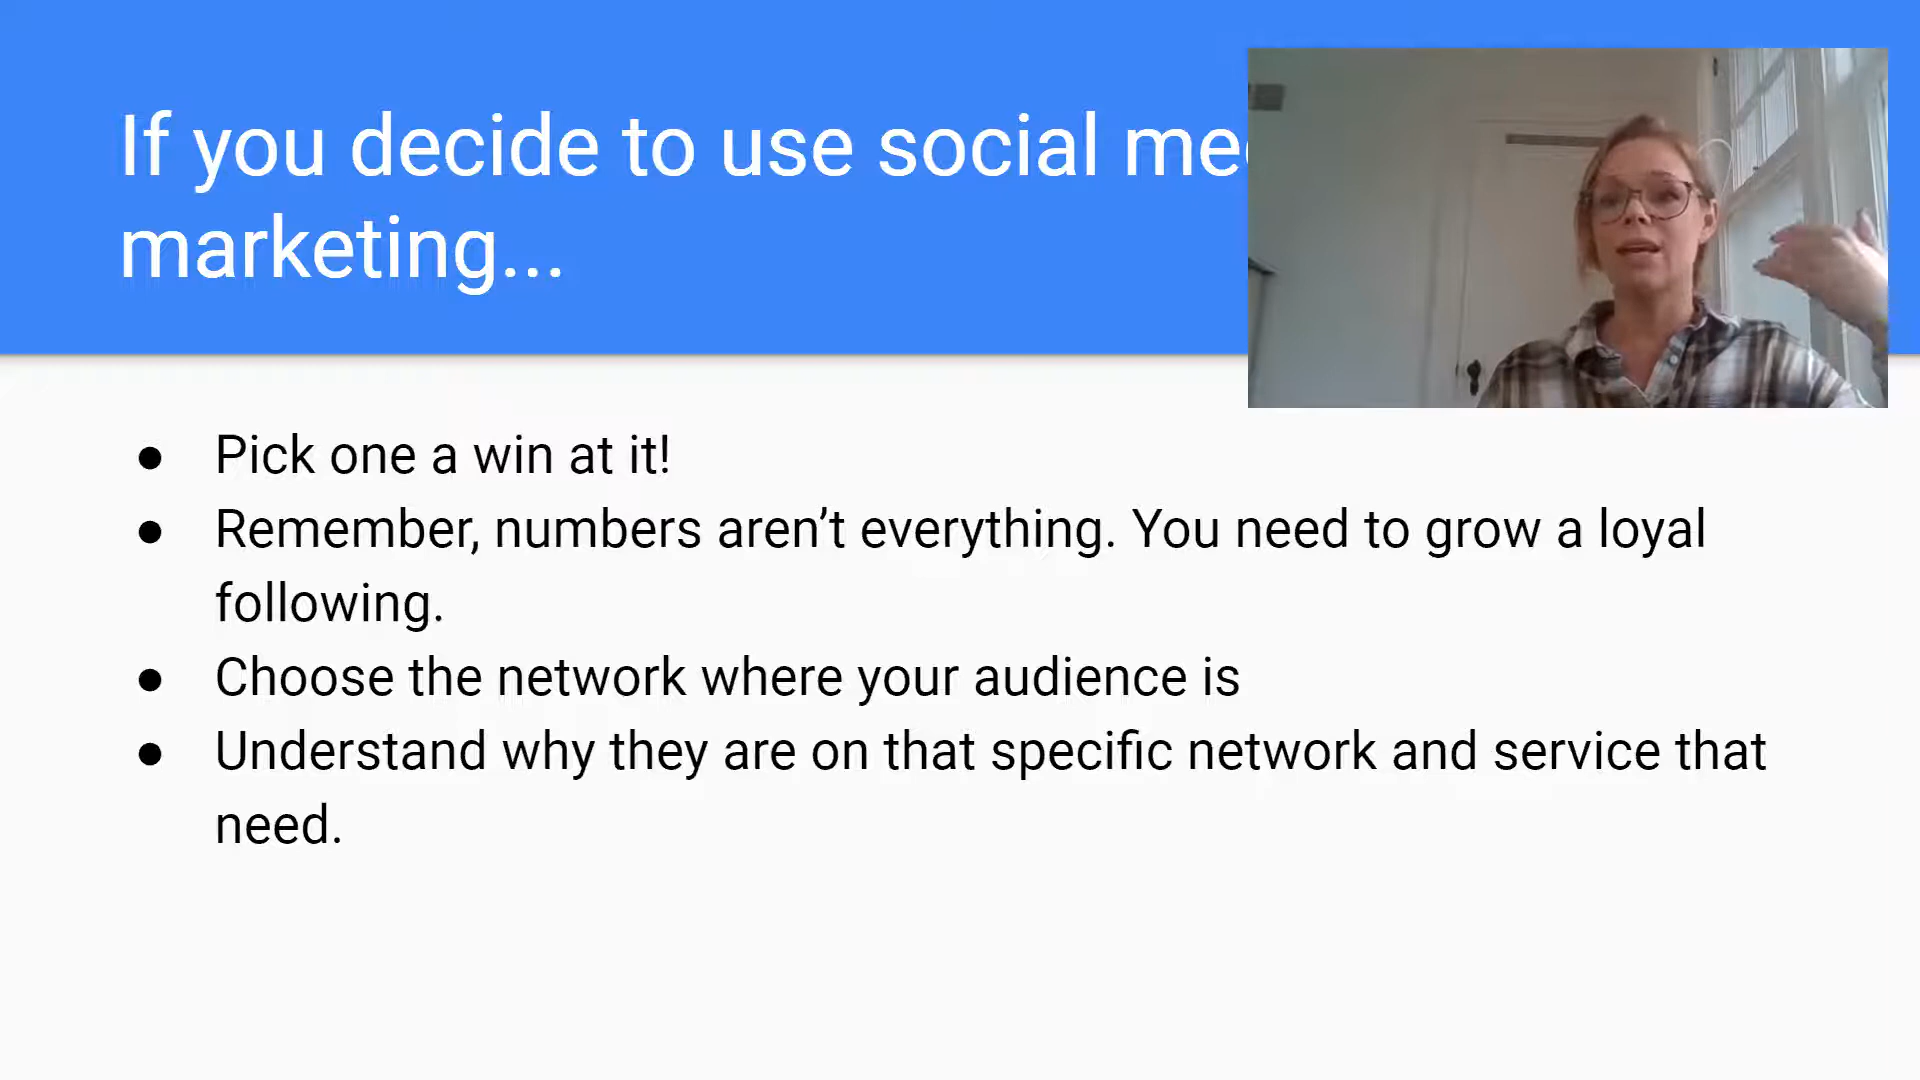 If you decide to use social
marketing...
● Pick one a win at it!
● Remember, numbers aren’t everything. You need to grow a loyal
following.
● Choose the network where your audience is
● Understand why they are on that specific network and service that
need.